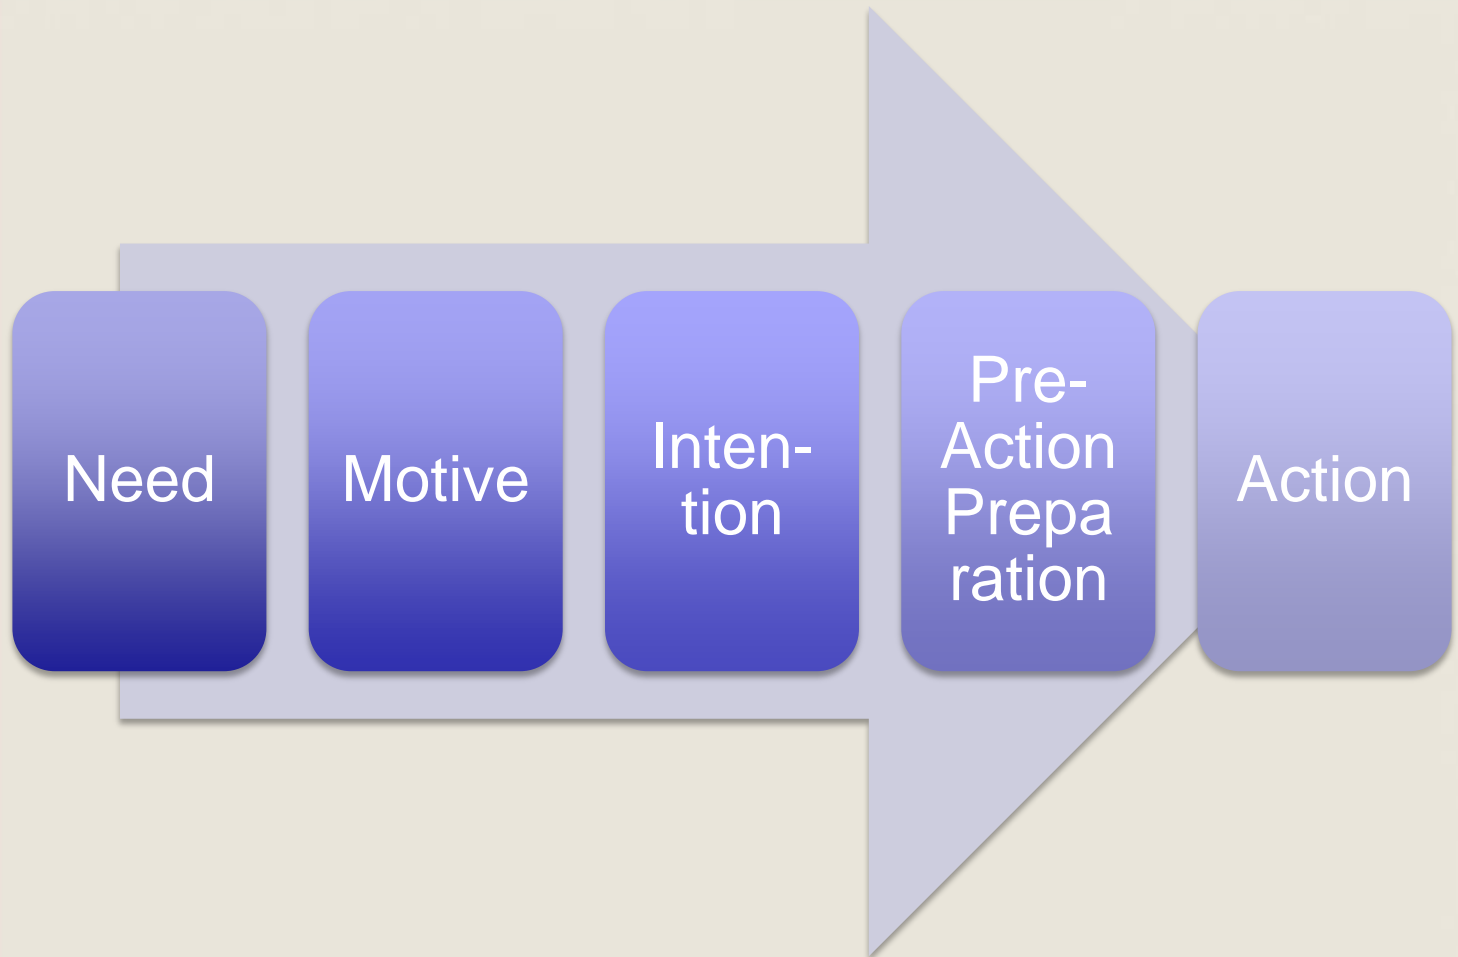 Need
Motive
Inten-
tion
Pre-
Action
Prepa
ration
Action